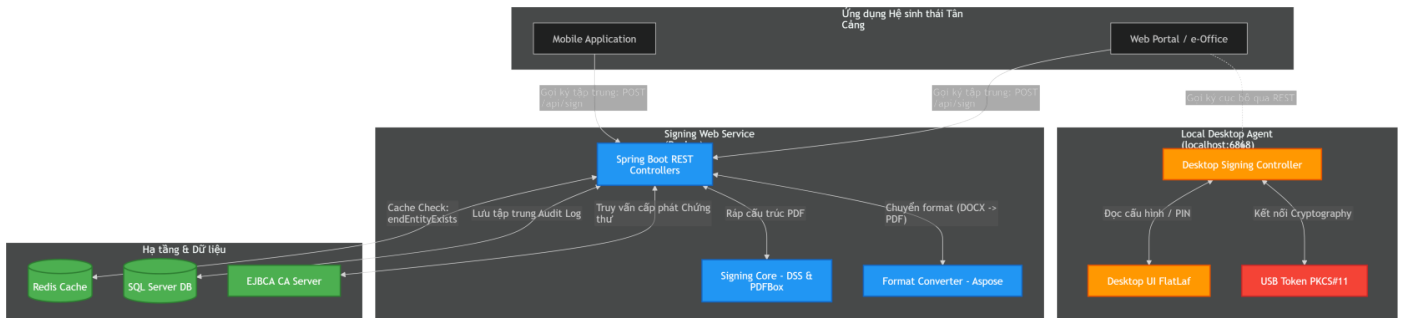 Ứng dụng Hệ sinh thái Tân
Cảng
Mobile Application
Web Portal / e-Office
Gọi ký tập trung: POST
/api/sign
Gọi ký tập trung: POST
/api/sign
Gọi ký cục bộ qua REST
Signing Web Service
Local Desktop Agent
(localhost:6868)
Spring Boot REST
Controllers
Desktop Signing Controller
Cache Check:
endEntityExists
Lưu tập trung Audit Log
Truy vấn cấp phát Chứng
thư
Ráp cấu trúc PDF
Chuyển format (DOCX ->
PDF)
Đọc cấu hình / PIN
Kết nối Cryptography
Hạ tầng & Dữ liệu
Redis Cache
SQL Server DB
EJBCA CA Server
Signing Core - DSS &
PDFBox
Format Converter - Aspose
Desktop UI FlatLaf
USB Token PKCS#11